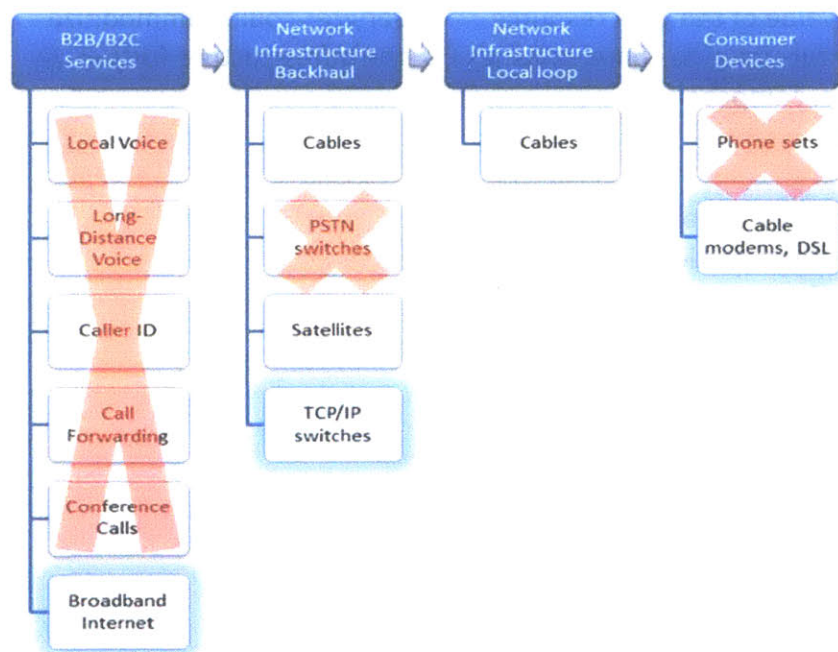 B2B/B2C
Services
Network
Infrastructure
Backhaul
Network
Infrastructure
Local loop
Consumer
Devices
Local Voice
Long-
Distance
Voice
Caller ID
Call
Forwarding
Conference
Calls
Broadband
Internet
Cables
PSTN
switches
Satellites
TCP/IP
switches
Cables
Phone sets
Cable
modems, DSL